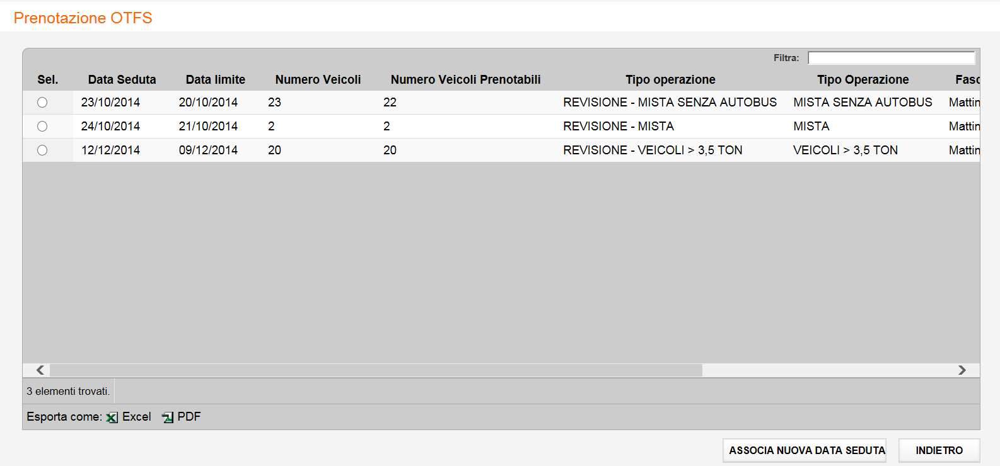 Prenotazione OTFS
Filtra:
Sel. Data Seduta Data limite Numero Veicoli Numero Veicoli Prenotabili Tipo operazione Tipo Operazione Fasc
23/10/2014 20/10/2014 23 22 REVISIONE - MISTA SENZA AUTOBUS MISTA SENZA AUTOBUS Mattin
24/10/2014 21/10/2014 2 2 REVISIONE - MISTA MISTA Mattin
12/12/2014 09/12/2014 20 20 REVISIONE - VEICOLI > 3,5 TON VEICOLI > 3,5 TON Mattin
3 elementi trovati.
Esporta come: Excel PDF
ASSOCIA NUOVA DATA SEDUTA INDIETRO